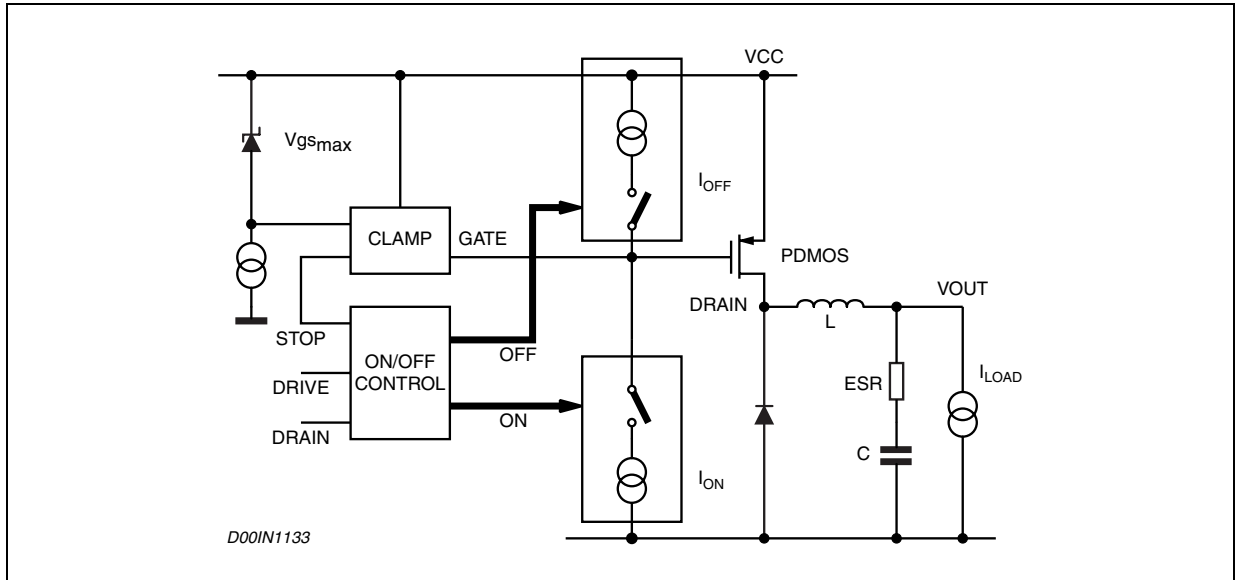 VCC
Vgsmax
IOFF
CLAMP
GATE
PDMOS
DRAIN
VOUT
L
STOP
OFF
ON/OFF
CONTROL
DRIVE
ESR
ILOAD
DRAIN
ON
C
ION
D00IN1133